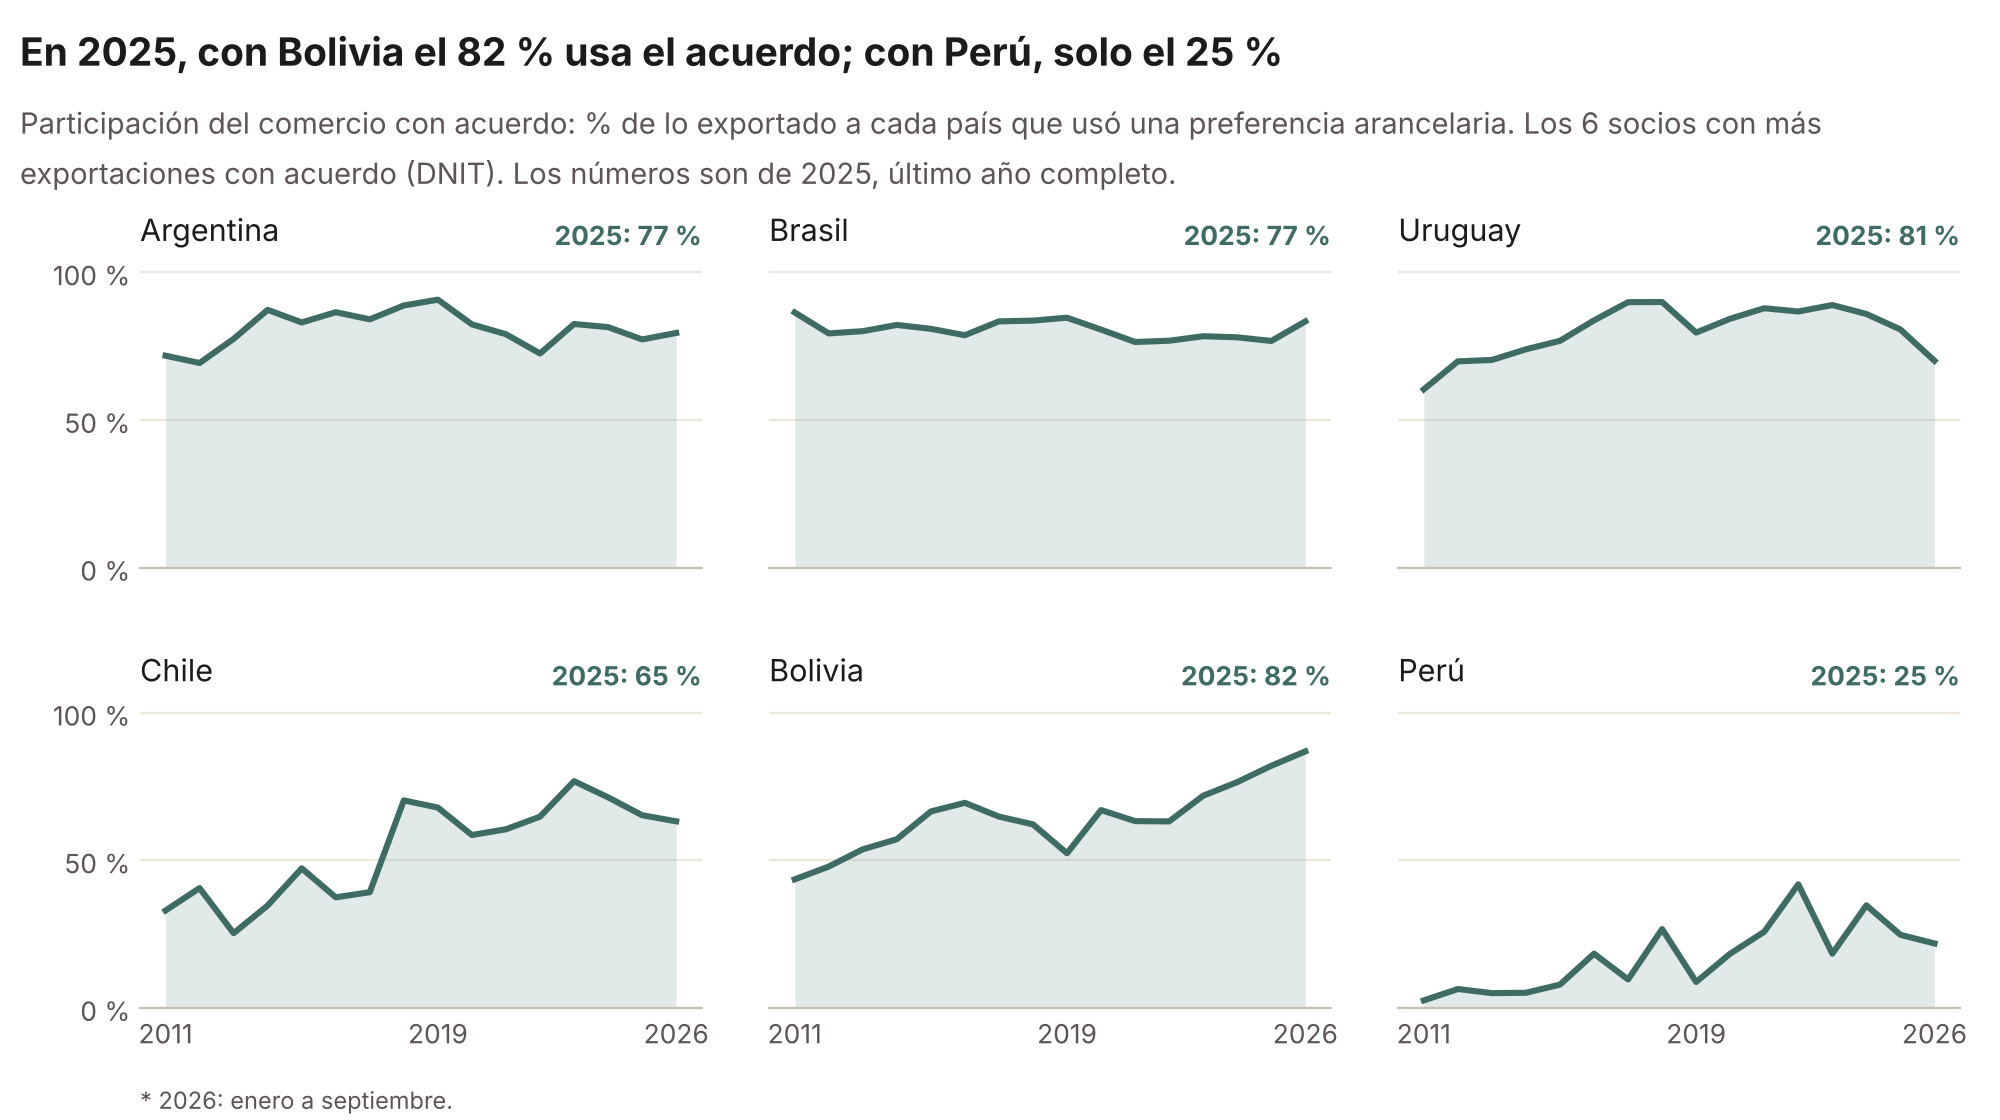 En 2025, con Bolivia el 82 % usa el acuerdo; con Perú, solo el 25 %
Participación del comercio con acuerdo: % de lo exportado a cada país que usó una preferencia arancelaria. Los 6 socios con más
exportaciones con acuerdo (DNIT). Los números son de 2025, último año completo.
Argentina 2025: 77 %
Brasil 2025: 77 %
Uruguay 2025: 81 %
100 %
50 %
0 %
Chile 2025: 65 %
Bolivia 2025: 82 %
Perú 2025: 25 %
100 %
50 %
0 %
2011 2019 2026
2011 2019 2026
2011 2019 2026
* 2026: enero a septiembre.